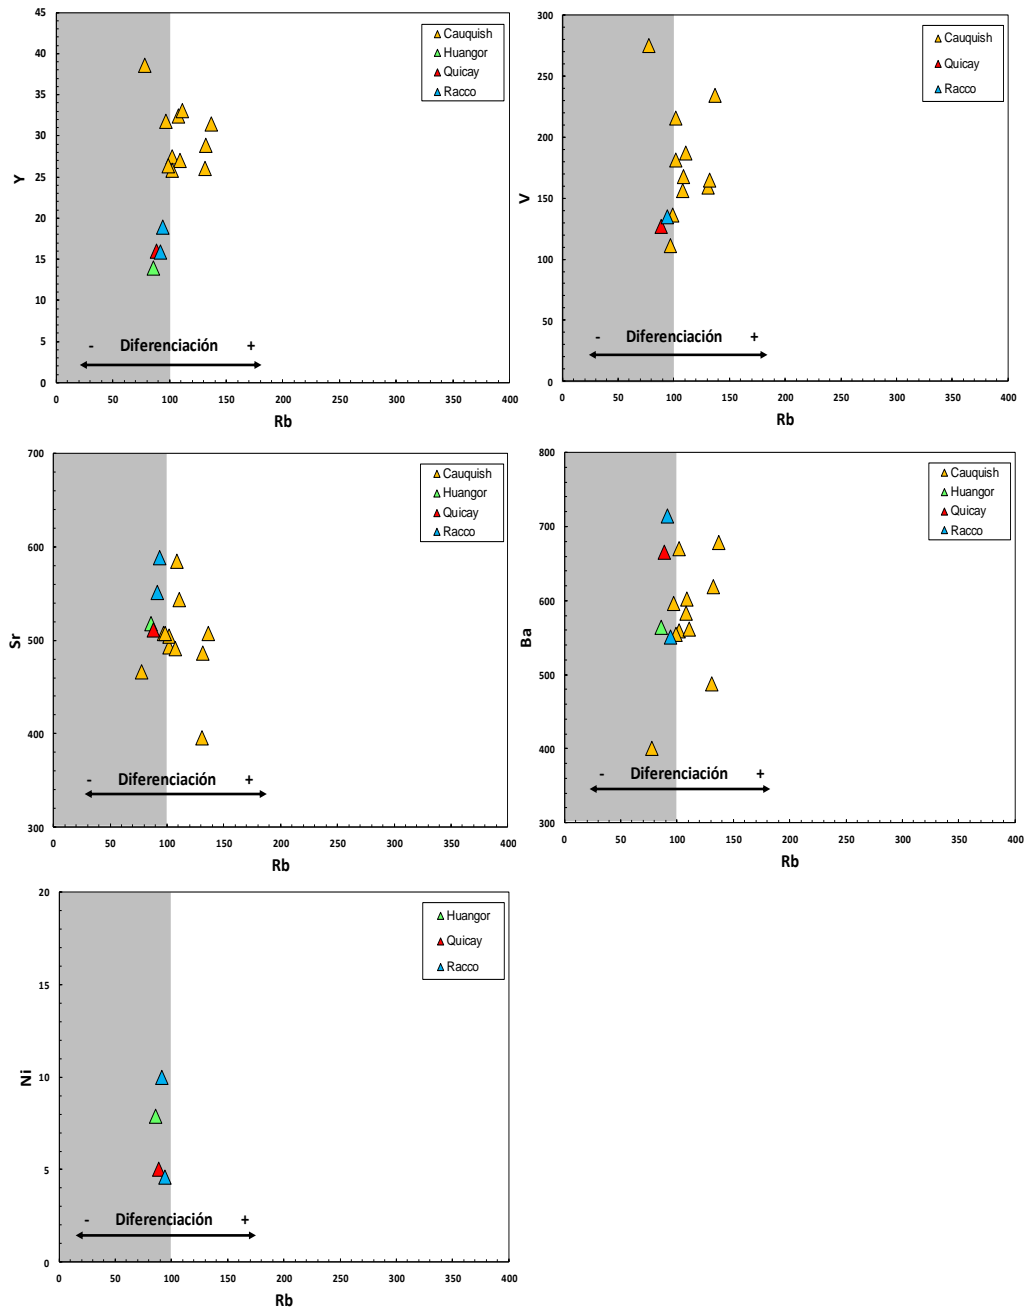 45
40
35
30
25
20
15
10
5
0
Y
Cauquish
Huangor
Quicay
Racco
- Diferenciación +
0 50 100 150 200 250 300 350 400
Rb
300
250
200
150
100
50
0
V
Cauquish
Quicay
Racco
- Diferenciación +
0 50 100 150 200 250 300 350 400
Rb
700
600
500
400
300
Sr
Cauquish
Huangor
Quicay
Racco
- Diferenciación +
0 50 100 150 200 250 300 350 400
Rb
800
700
600
500
400
300
Ba
Cauquish
Huangor
Quicay
Racco
- Diferenciación +
0 50 100 150 200 250 300 350 400
Rb
20
15
10
5
0
Ni
Huangor
Quicay
Racco
- Diferenciación +
0 50 100 150 200 250 300 350 400
Rb